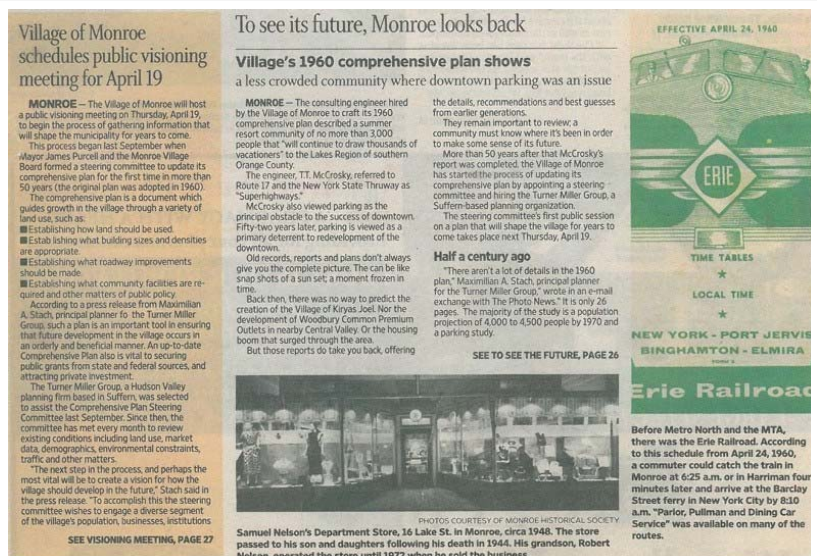 Village of Monroe
schedules public visioning
meeting for April 19
MONROE — The Village of Monroe will host
a public visioning meeting on Thursday, April 19,
to begin the process of gathering information that
will shape the municipality for years to come.
This process began last September when
Mayor James Purcell and the Monroe Village
Board formed a steering committee to update its
comprehensive plan for the first time in more than
50 years (the original plan was adopted in 1960).
The comprehensive plan is a document which
guides growth in the village through a variety of
land use, such as:
■ Establishing how land should be used.
■ Estab lishing what building sizes and densities
are appropriate.
■ Establishing what roadway improvements
should be made.
■ Establishing what community facilities are re-
quired and other matters of public policy.
According to a press release from Maximilian
A. Stach, principal planner fo the Turner Miller
Group, such a plan is an important tool in ensuring
that future development in the village occurs in
an orderly and beneficial manner. An up-to-date
Comprehensive Plan also is vital to securing
public grants from state and federal sources, and
attracting private investment.
The Turner Miller Group, a Hudson Valley
planning firm based in Suffern, was selected
to assist the Comprehensive Plan Steering
Committee last September. Since then, the
committee has met every month to review
existing conditions including land use, market
data, demographics, environmental constraints,
traffic and other matters.
"The next step in the process, and perhaps the
most vital will be to create a vision for how the
village should develop in the future," Stach said in
the press release. "To accomplish this the steering
committee wishes to engage a diverse segment
of the village's population, businesses, institutions
SEE VISIONING MEETING, PAGE 27
To see its future, Monroe looks back
Village's 1960 comprehensive plan shows
a less crowded community where downtown parking was an issue
MONROE — The consulting engineer hired
by the Village of Monroe to craft its 1960
comprehensive plan described a summer
resort community of no more than 3,000
people that "will continue to draw thousands of
vacationers" to the Lakes Region of southern
Orange County.
The engineer, T.T. McCrosky, referred to
Route 17 and the New York State Thruway as
"Superhighways."
McCrosky also viewed parking as the
principal obstacle to the success of downtown.
Fifty-two years later, parking is viewed as a
primary deterrent to redevelopment of the
downtown.
Old records, reports and plans don't always
give you the complete picture. The can be like
snap shots of a sun set; a moment frozen in
time.
Back then, there was no way to predict the
creation of the Village of Kiryas Joel. Nor the
development of Woodbury Common Premium
Outlets in nearby Central Valley. Or the housing
boom that surged through the area.
But those reports do take you back, offering
the details, recommendations and best guesses
from earlier generations.
They remain important to review; a
community must know where it's been in order
to make some sense of its future.
More than 50 years after that McCrosky's
report was completed, the Village of Monroe
has started the process of updating its
comprehensive plan by appointing a steering
committee and hiring the Turner Miller Group, a
Suffern-based planning organization.
The steering committee's first public session
on a plan that will shape the village for years to
come takes place next Thursday, April 19.
Half a century ago
"There aren't a lot of details in the 1960
plan," Maximilian A. Stach, principal planner
for the Turner Miller Group," wrote in an e-mail
exchange with The Photo News." It is only 26
pages. The majority of the study is a population
projection of 4,000 to 4,500 people by 1970 and
a parking study.
SEE TO SEE THE FUTURE, PAGE 26
PHOTOS COURTESY OF MONROE HISTORICAL SOCIETY
Samuel Nelson's Department Store, 16 Lake St. in Monroe, circa 1948. The store
passed to his son and daughters following his death in 1944. His grandson, Robert
Nelson, operated the store until 1972 when he sold the business.
EFFECTIVE APRIL 24, 1960
ERIE
TIME TABLES
LOCAL TIME
NEW YORK - PORT JERVIS
BINGHAMTON - ELMIRA
Erie Railroad
Before Metro North and the MTA,
there was the Erie Railroad. According
to this schedule from April 24, 1960,
a commuter could catch the train in
Monroe at 6:25 a.m. or in Harriman four
minutes later and arrive at the Barclay
Street ferry in New York City by 8:10
a.m. "Parlor, Pullman and Dining Car
Service" was available on many of the
routes.